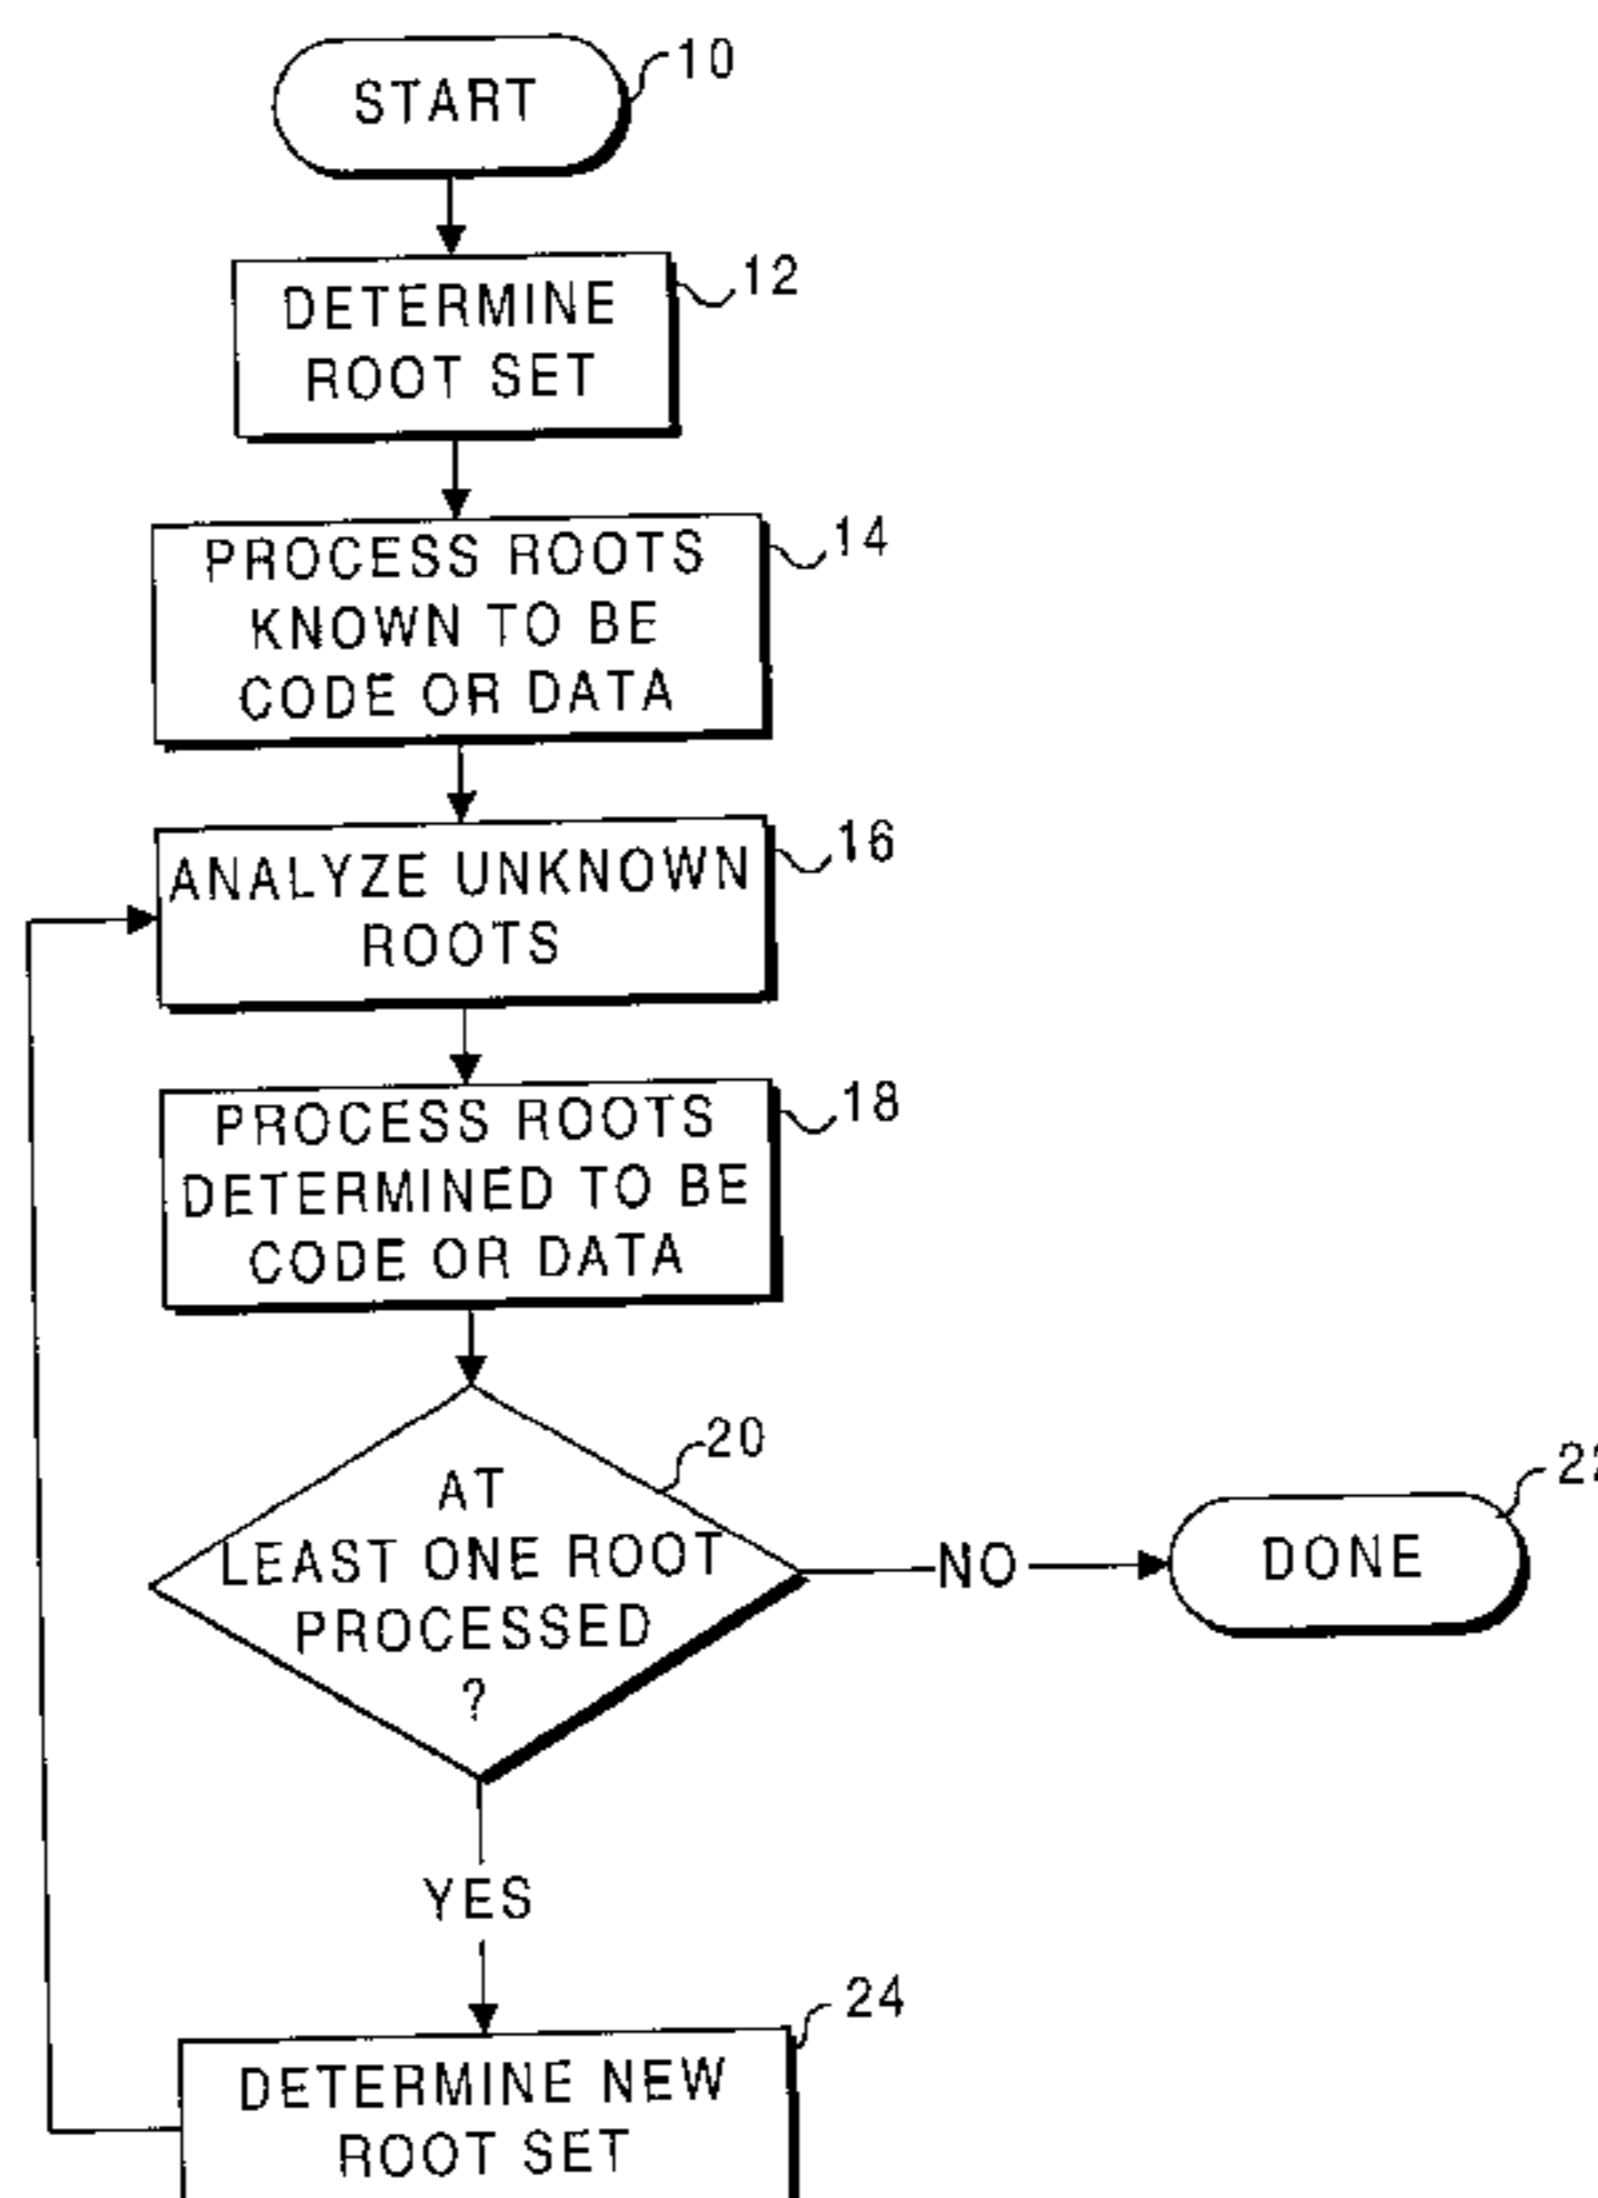 START
10
DETERMINE
ROOT SET
12
PROCESS ROOTS
KNOWN TO BE
CODE OR DATA
14
ANALYZE UNKNOWN
ROOTS
16
PROCESS ROOTS
DETERMINED TO BE
CODE OR DATA
18
AT
LEAST ONE ROOT
PROCESSED
?
20
NO
DONE
22
YES
DETERMINE NEW
ROOT SET
24